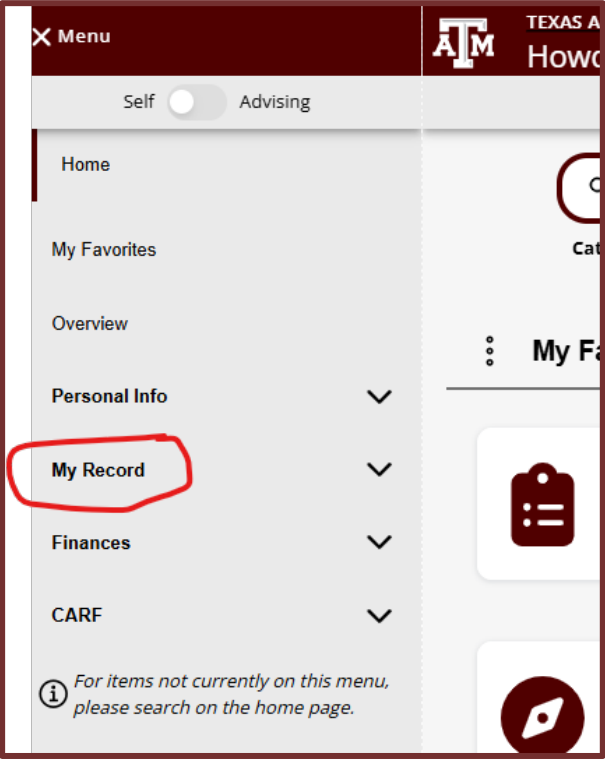 Menu
Self
Advising
Home
My Favorites
Overview
Personal Info
My Record
Finances
CARF
For items not currently on this menu,
please search on the home page.
ATM
TEXAS A
Howd
Cat
My Fa